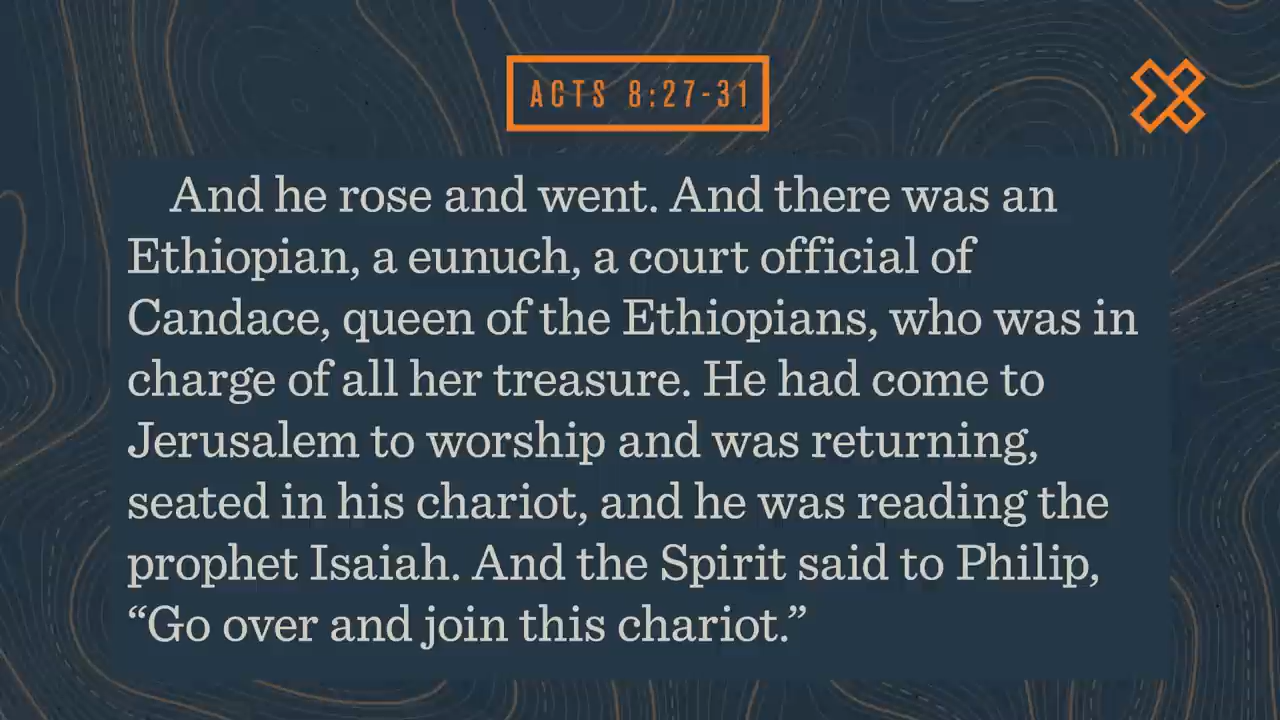 ACTS 8:27-31
And he rose and went. And there was an
Ethiopian, a eunuch, a court official of
Candace, queen of the Ethiopians, who was in
charge of all her treasure. He had come to
Jerusalem to worship and was returning,
seated in his chariot, and he was reading the
prophet Isaiah. And the Spirit said to Philip,
“Go over and join this chariot.”